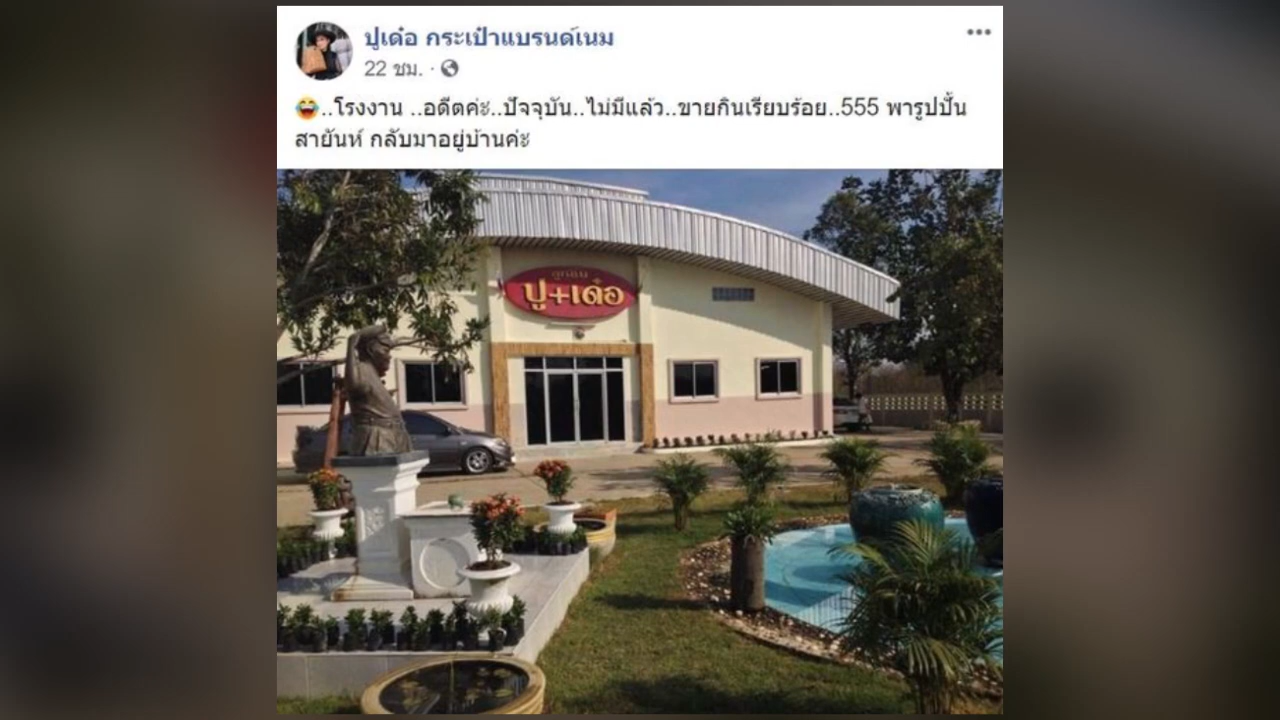 ปูเด๋อ กระเป๋าแบรนด์เนม
22 ชม. ·
😂..โรงงาน ..อดีตค่ะ..ปัจจุบัน..ไม่มีแล้ว..ขายกินเรียบร้อย..555 พารูปปั้น
สายัณห์ กลับมาอยู่บ้านค่ะ
ปู+เด๋อ